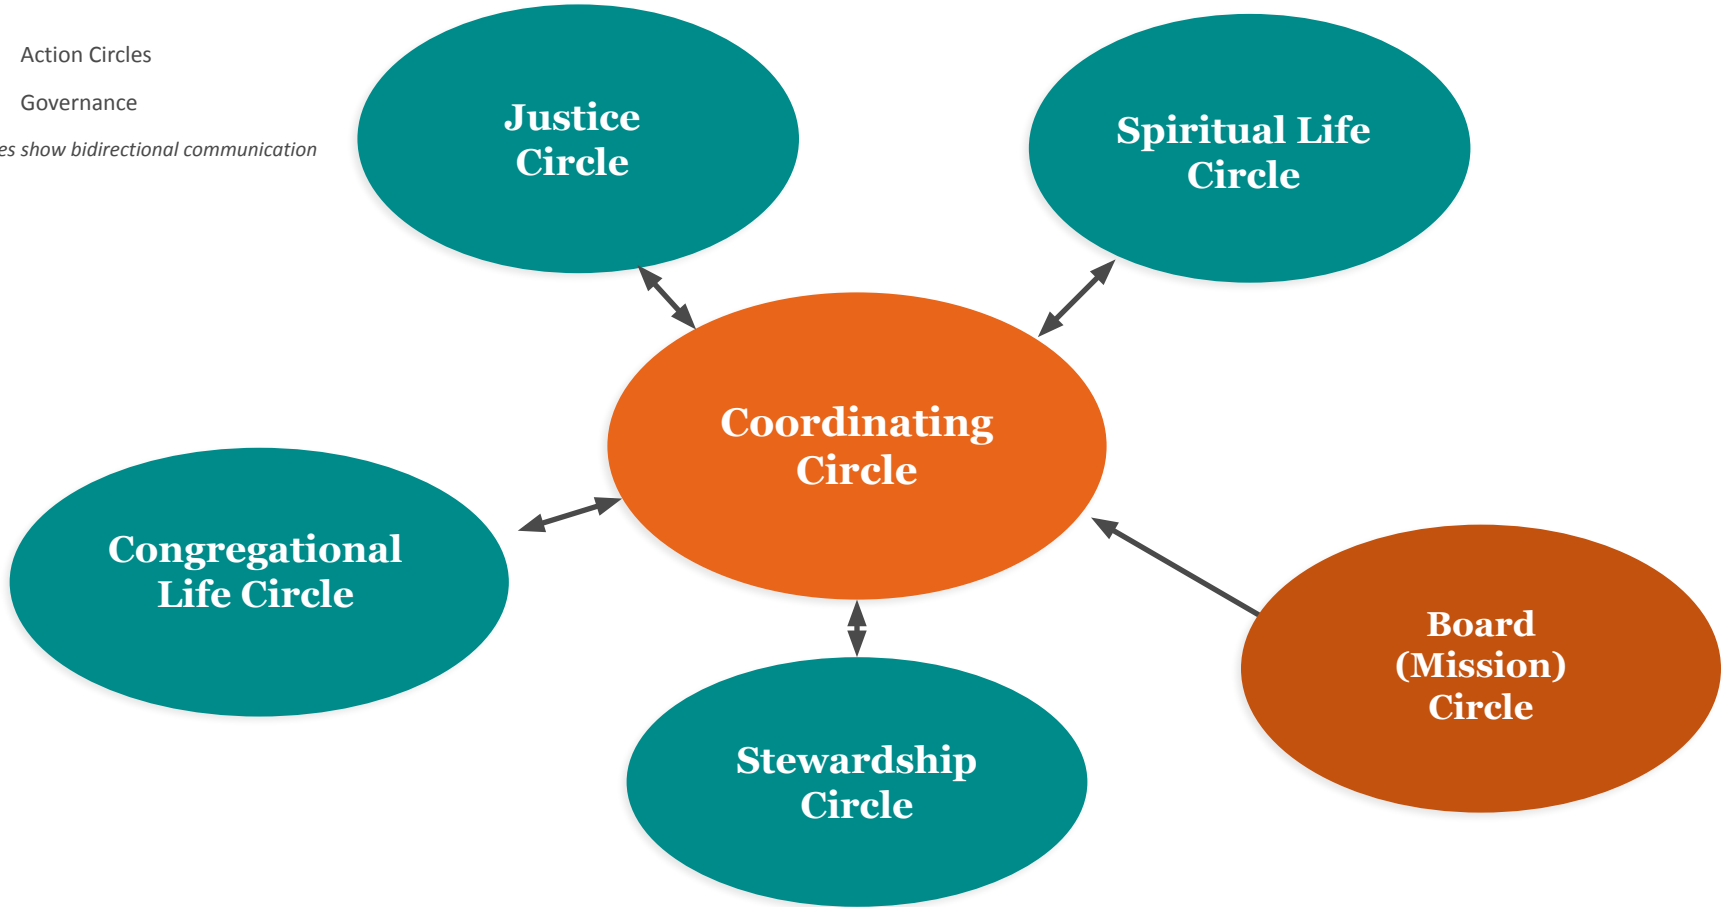 Action Circles
Governance
es show bidirectional communication
Justice
Circle
Spiritual Life
Circle
Coordinating
Circle
Congregational
Life Circle
Board
(Mission)
Circle
Stewardship
Circle